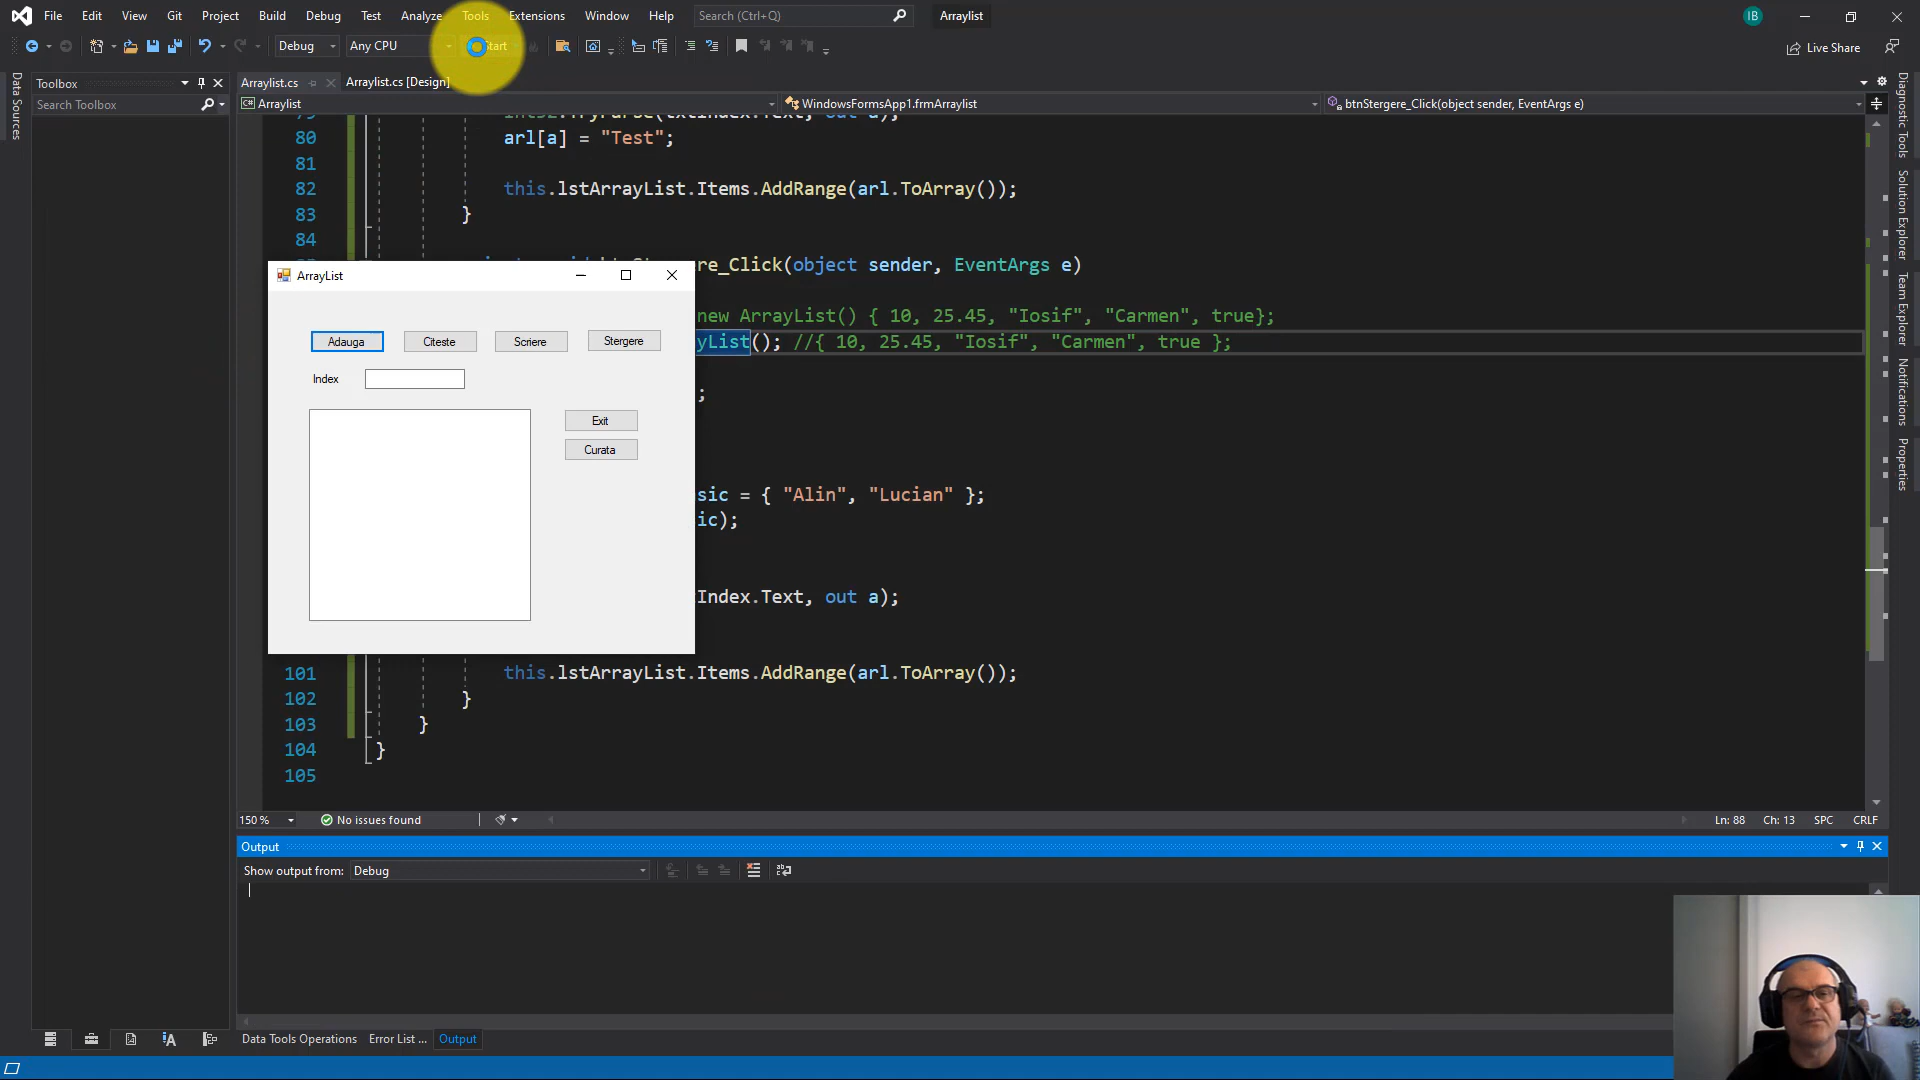 File Edit View Git Project Build Debug Test Analyze Tools Extensions Window Help Search (Ctrl+Q) Arraylist IB
Debug Any CPU Start Live Share
Data Sources
Toolbox
Search Toolbox
Arraylist.cs Arraylist.cs [Design]
Arraylist WindowsFormsApp1.frmArraylist btnStergere_Click(object sender, EventArgs e)
80 arl[a] = "Test";
81
82 this.lstArrayList.Items.AddRange(arl.ToArray());
83 }
84
re_Click(object sender, EventArgs e)
new ArrayList() { 10, 25.45, "Iosif", "Carmen", true};
yList(); //{ 10, 25.45, "Iosif", "Carmen", true };
;
sic = { "Alin", "Lucian" };
ic);
Index.Text, out a);
101 this.lstArrayList.Items.AddRange(arl.ToArray());
102 }
103 }
104 }
105
ArrayList
Adauga Citeste Scriere Stergere
Index
Exit
Curata
150 % No issues found Ln: 88 Ch: 13 SPC CRLF
Output
Show output from: Debug
Data Tools Operations Error List ... Output
Diagnostic Tools
Solution Explorer
Team Explorer
Notifications
Properties